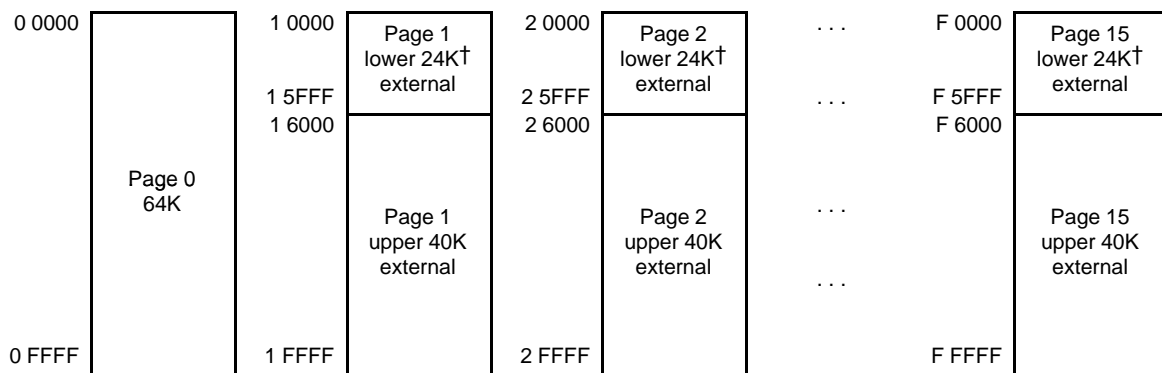 0 0000
1 0000
2 0000
. . .
F 0000
Page 1
lower 24K†
external
Page 2
lower 24K†
external
Page 15
lower 24K†
external
1 5FFF
2 5FFF
. . .
F 5FFF
1 6000
2 6000
F 6000
Page 0
64K
Page 1
upper 40K
external
Page 2
upper 40K
external
. . .
. . .
Page 15
upper 40K
external
0 FFFF
1 FFFF
2 FFFF
F FFFF